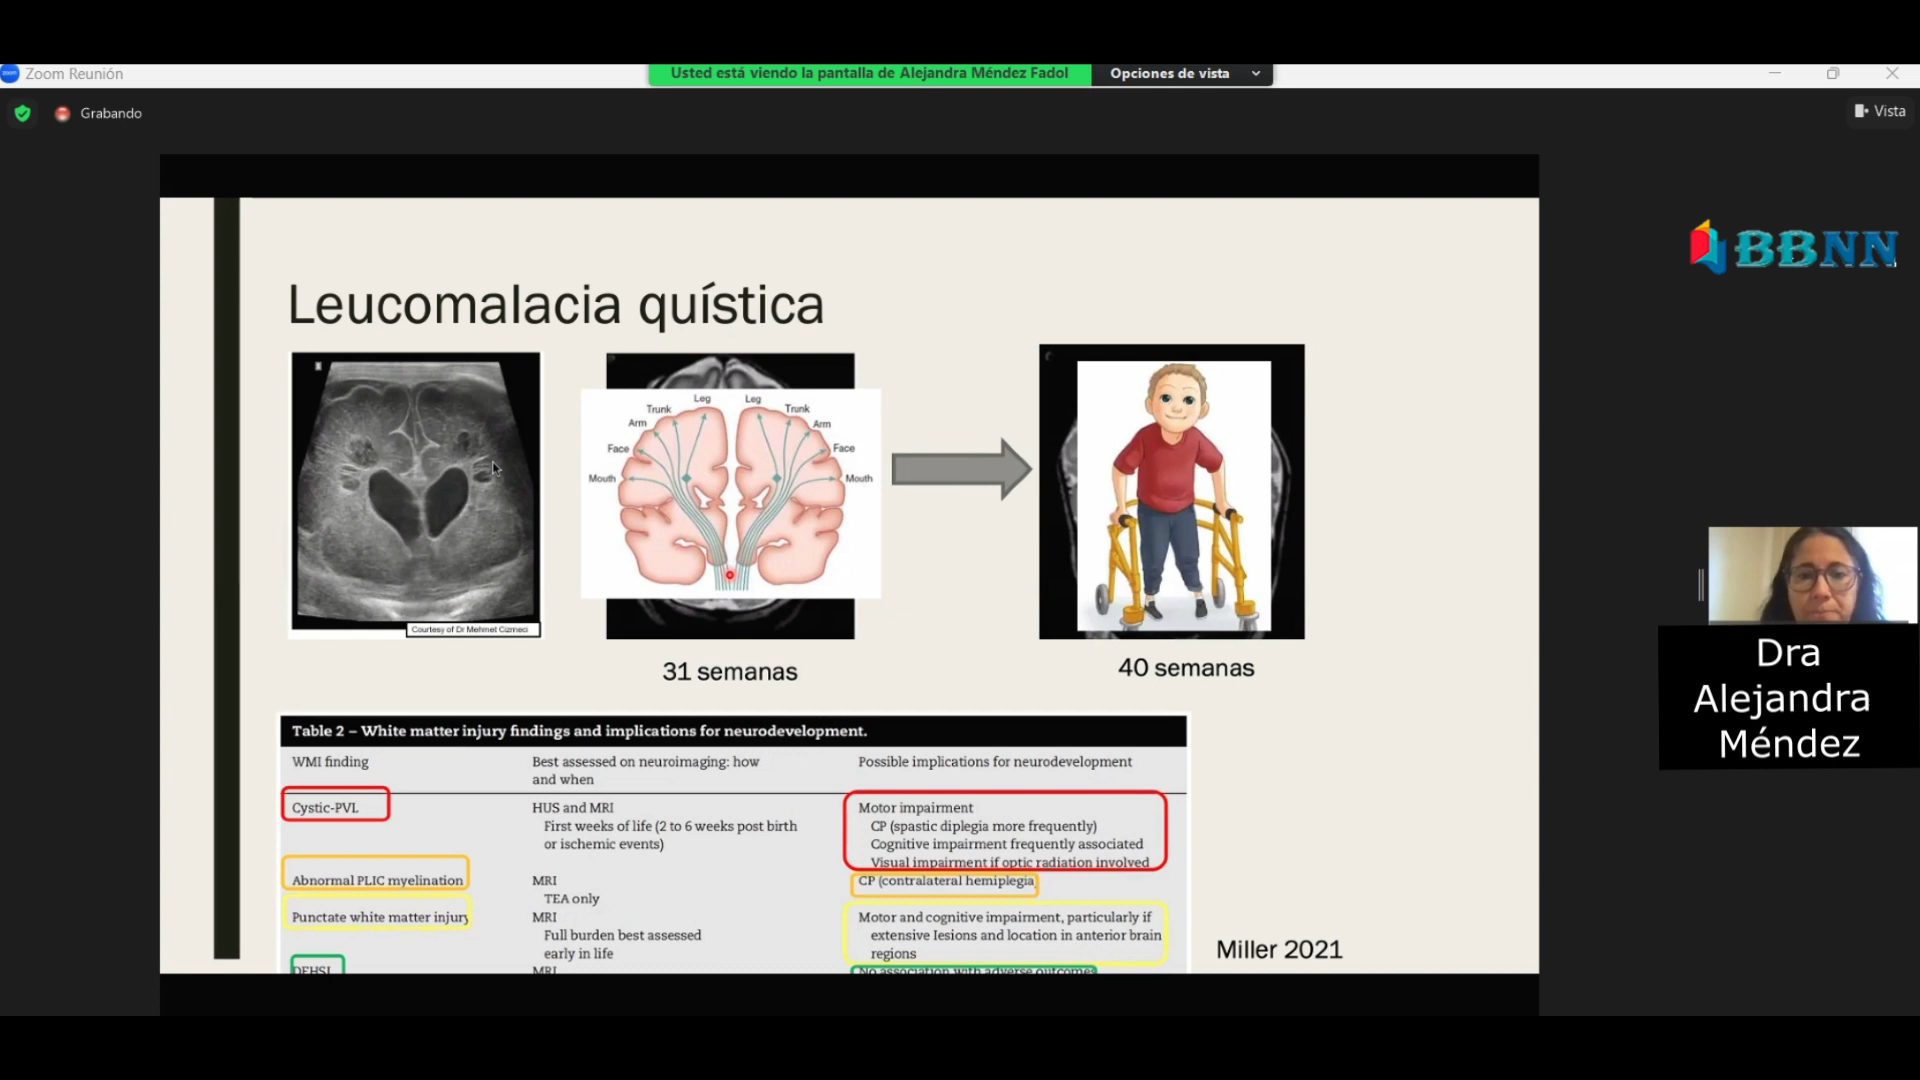 Zoom Reunión
Usted está viendo la pantalla de Alejandra Méndez Fadol
Opciones de vista
Grabando
Vista
BBNN
Leucomalacia quística
Leg
Leg
Trunk
Trunk
Arm
Arm
Face
Face
Mouth
Mouth
Courtesy of Dr Mehmet Cizmeci
31 semanas
40 semanas
Dra
Alejandra
Méndez
Table 2 – White matter injury findings and implications for neurodevelopment.
WMI finding
Best assessed on neuroimaging: how
and when
Possible implications for neurodevelopment
Cystic-PVL
HUS and MRI
First weeks of life (2 to 6 weeks post birth
or ischemic events)
Motor impairment
CP (spastic diplegia more frequently)
Cognitive impairment frequently associated
Visual impairment if optic radiation involved
Abnormal PLIC myelination
MRI
TEA only
CP (contralateral hemiplegia)
Punctate white matter injury
MRI
Full burden best assessed
early in life
Motor and cognitive impairment, particularly if
extensive lesions and location in anterior brain
regions
DEHSI
MRI
No association with adverse outcomes
Miller 2021